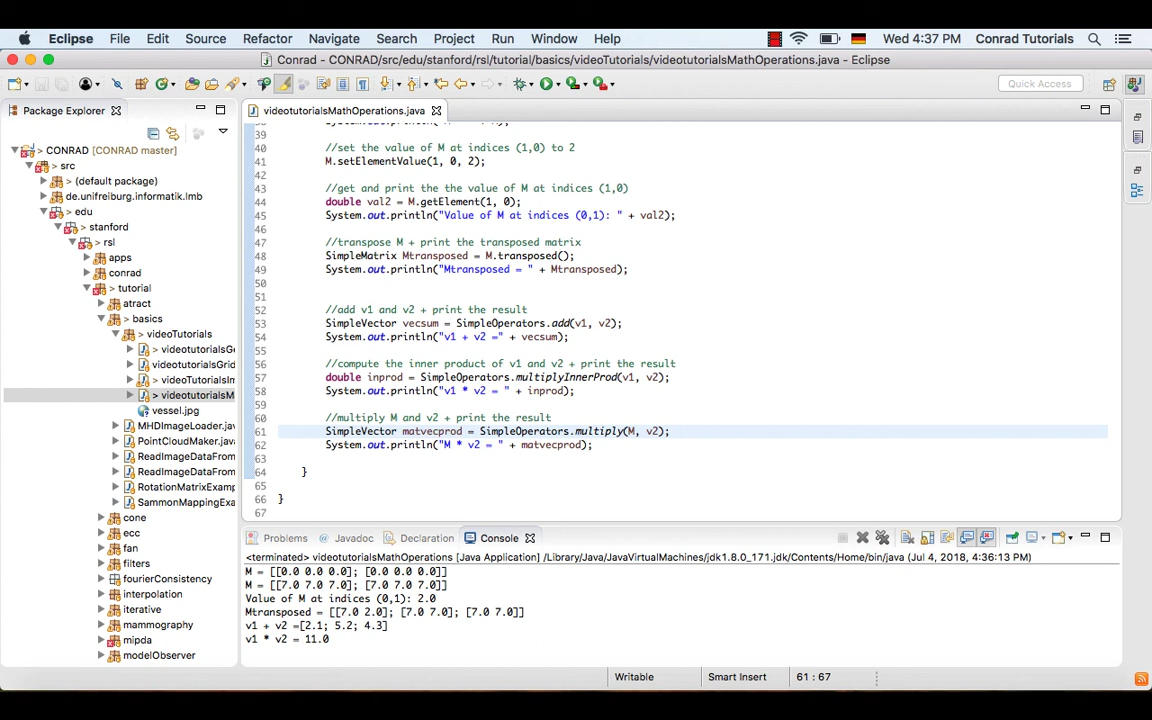 Eclipse File Edit Source Refactor Navigate Search Project Run Window Help Wed 4:37 PM Conrad Tutorials
Conrad - CONRAD/src/edu/stanford/rsl/tutorial/basics/videoTutorials/videotutorialsMathOperations.java - Eclipse
Quick Access
Package Explorer
> CONRAD [CONRAD master]
> src
> (default package)
de.unifreiburg.informatik.lmb
> edu
> stanford
> rsl
> apps
> conrad
> tutorial
> atract
> basics
> videoTutorials
> videotutorialsGe
videotutorialsGrid
> videoTutorialsIm
> videotutorialsM
vessel.jpg
MHDImageLoader.java
PointCloudMaker.java
ReadImageDataFrom
ReadImageDataFrom
RotationMatrixExamp
SammonMappingExa
> cone
> ecc
> fan
> filters
> fourierConsistency
> interpolation
> iterative
> mammography
> mipda
> modelObserver
videotutorialsMathOperations.java
39
40 //set the value of M at indices (1,0) to 2
41 M.setElementValue(1, 0, 2);
42
43 //get and print the the value of M at indices (1,0)
44 double val2 = M.getElement(1, 0);
45 System.out.println("Value of M at indices (0,1): " + val2);
46
47 //transpose M + print the transposed matrix
48 SimpleMatrix Mtransposed = M.transposed();
49 System.out.println("Mtransposed = " + Mtransposed);
50
51
52 //add v1 and v2 + print the result
53 SimpleVector vecsum = SimpleOperators.add(v1, v2);
54 System.out.println("v1 + v2 =" + vecsum);
55
56 //compute the inner product of v1 and v2 + print the result
57 double inprod = SimpleOperators.multiplyInnerProd(v1, v2);
58 System.out.println("v1 * v2 = " + inprod);
59
60 //multiply M and v2 + print the result
61 SimpleVector matvecprod = SimpleOperators.multiply(M, v2);
62 System.out.println("M * v2 = " + matvecprod);
63
64 }
65
66 }
67
Problems Javadoc Declaration Console
<terminated> videotutorialsMathOperations [Java Application] /Library/Java/JavaVirtualMachines/jdk1.8.0_171.jdk/Contents/Home/bin/java (Jul 4, 2018, 4:36:13 PM)
M = [[0.0 0.0 0.0]; [0.0 0.0 0.0]]
M = [[7.0 7.0 7.0]; [7.0 7.0 7.0]]
Value of M at indices (0,1): 2.0
Mtransposed = [[7.0 2.0]; [7.0 7.0]; [7.0 7.0]]
v1 + v2 =[2.1; 5.2; 4.3]
v1 * v2 = 11.0
Writable Smart Insert 61 : 67